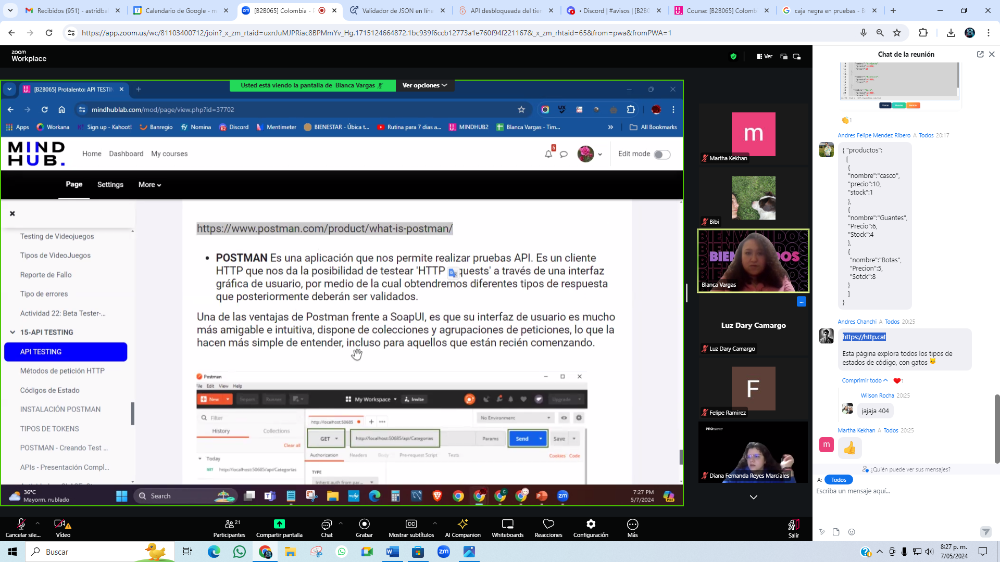 Recibidos (951) - astridbal
Calendario de Google - m
[B2B065] Colombia - P
Validador de JSON en líne
API desbloqueada del tien
• Discord | #avisos | [B2B0
Course: [B2B065] Colomb
caja negra en pruebas - B
https://app.zoom.us/wc/81103400712/join?_x_zm_rtaid=uxnJuMJPRiac8BPMmYv_Hg.1715124664872.1bc939f6ccb12773a1e760f94f221167&_x_zm_rhtaid=65&from=pwa&fromPWA=1
zoom
Workplace
Ver
Usted está viendo la pantalla de Blanca Vargas
Ver opciones
[B2B065] Protalento: API TESTIN
mindhublab.com/mod/page/view.php?id=37702
Apps
Workana
Sign up - Kahoot!
Banregio
Nomina
Discord
Mentimeter
BIENESTAR - Úbica t...
Rutina para 7 dias a...
MINDHUB2
Blanca Vargas - Tim...
All Bookmarks
MIND
HUB.
Home
Dashboard
My courses
5
Edit mode
Page
Settings
More
Testing de Videojuegos
Tipos de VideoJuegos
Reporte de Fallo
Tipo de errores
Actividad 22: Beta Tester-...
15-API TESTING
API TESTING
Métodos de petición HTTP
Códigos de Estado
INSTALACIÓN POSTMAN
TIPOS DE TOKENS
POSTMAN - Creando Test ...
APIs - Presentación Compl...
https://www.postman.com/product/what-is-postman/
• POSTMAN Es una aplicación que nos permite realizar pruebas API. Es un cliente
HTTP que nos da la posibilidad de testear 'HTTP quests' a través de una interfaz
gráfica de usuario, por medio de la cual obtendremos diferentes tipos de respuesta
que posteriormente deberán ser validados.
Una de las ventajas de Postman frente a SoapUI, es que su interfaz de usuario es mucho
más amigable e intuitiva, dispone de colecciones y agrupaciones de peticiones, lo que la
hacen más simple de entender, incluso para aquellos que están recién comenzando.
Postman
File Edit View Help
New
Import
Runner
My Workspace
Invite
Upgrade
Filter
History
Collections
Clear all
Today
GET http://localhost:50685/api/Categorias
http://localhost:50685
No Environment
GET
http://localhost:50685/api/Categorias
Params
Send
Save
Authorization
Headers
Body
Pre-request Script
Tests
Cookies
Code
TYPE
Inherit auth from par...
36°C
Mayorm. nublado
Search
7:27 PM
5/7/2024
m
Martha Kekhan
Bibi
BIENVENIDOS
Blanca Vargas
Luz Dary Camargo
Luz Dary Camargo
F
Felipe Ramirez
PROtalento
Diana Fernanda Reyes Marciales
Chat de la reunión
1
Andres Felipe Mendez Ribero A Todos 20:17
{ "productos":
[
{
"nombre":"casco",
"precio":10,
"stock":1
},
{
"nombre":"Guantes",
"Precio":6,
"Stock":4
},
{
"nombre":"Botas",
"Precion":5,
"Sotck":8
}
]
}
Andres Chanchi A Todos 20:25
https://http.cat
Esta página explora todos los tipos de
estados de código, con gatos
Comprimir todo
1
Wilson Rocha 20:25
jajaja 404
Martha Kekhan A Todos 20:25
m
¿Quién puede ver sus mensajes?
A: Todos
Escriba un mensaje aquí...
Cancelar sile...
Vídeo
21
Participantes
Compartir pantalla
Chat
Grabar
Mostrar subtítulos
AI Companion
Whiteboards
Reacciones
Configuración
Más
Salir
Buscar
8:27 p. m.
7/05/2024